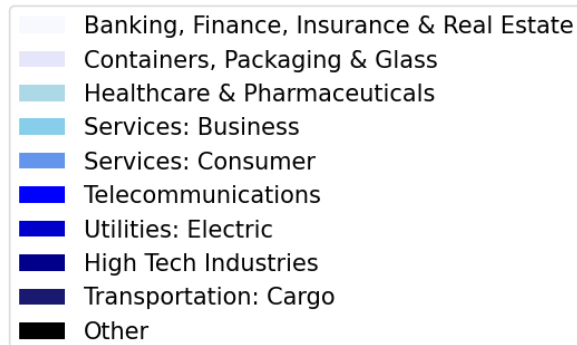 Banking, Finance, Insurance & Real Estate
Containers, Packaging & Glass
Healthcare & Pharmaceuticals
Services: Business
Services: Consumer
Telecommunications
Utilities: Electric
High Tech Industries
Transportation: Cargo
Other